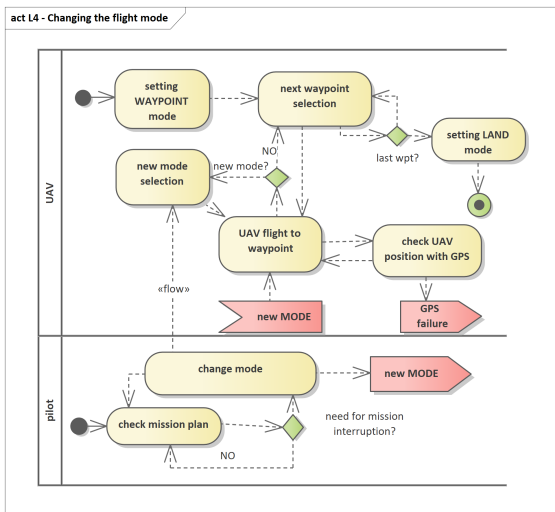 act L4 - Changing the flight mode
UAV
setting
WAYPOINT
mode
next waypoint
selection
setting LAND
mode
last wpt?
NO
new mode?
new mode
selection
UAV flight to
waypoint
check UAV
position with GPS
«flow»
new MODE
GPS
failure
pilot
change mode
new MODE
check mission plan
need for mission
interruption?
NO